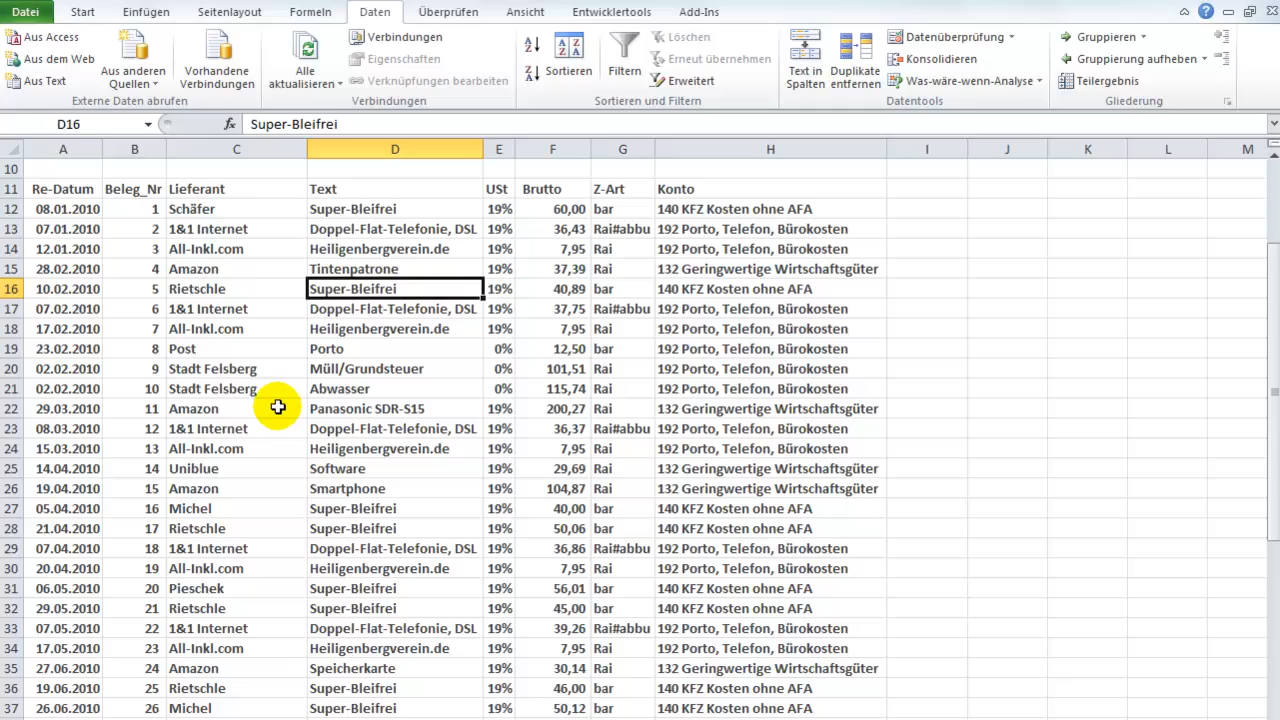 Datei Start Einfügen Seitenlayout Formeln Daten Überprüfen Ansicht Entwicklertools Add-Ins
Aus Access
Aus dem Web
Aus Text
Aus anderen Quellen
Vorhandene Verbindungen
Externe Daten abrufen
Alle aktualisieren
Verbindungen
Eigenschaften
Verknüpfungen bearbeiten
Verbindungen
Sortieren
Filtern
Löschen
Erneut übernehmen
Erweitert
Sortieren und Filtern
Text in Spalten
Duplikate entfernen
Datenüberprüfung
Konsolidieren
Was-wäre-wenn-Analyse
Datentools
Gruppieren
Gruppierung aufheben
Teilergebnis
Gliederung
D16 fx Super-Bleifrei
A B C D E F G H I J K L M
10
11 Re-Datum Beleg_Nr Lieferant Text USt Brutto Z-Art Konto
12 08.01.2010 1 Schäfer Super-Bleifrei 19% 60,00 bar 140 KFZ Kosten ohne AFA
13 07.01.2010 2 1&1 Internet Doppel-Flat-Telefonie, DSL 19% 36,43 Rai#abbu 192 Porto, Telefon, Bürokosten
14 12.01.2010 3 All-Inkl.com Heiligenbergverein.de 19% 7,95 Rai 192 Porto, Telefon, Bürokosten
15 28.02.2010 4 Amazon Tintenpatrone 19% 37,39 Rai 132 Geringwertige Wirtschaftsgüter
16 10.02.2010 5 Rietschle Super-Bleifrei 19% 40,89 bar 140 KFZ Kosten ohne AFA
17 07.02.2010 6 1&1 Internet Doppel-Flat-Telefonie, DSL 19% 37,75 Rai#abbu 192 Porto, Telefon, Bürokosten
18 17.02.2010 7 All-Inkl.com Heiligenbergverein.de 19% 7,95 Rai 192 Porto, Telefon, Bürokosten
19 23.02.2010 8 Post Porto 0% 12,50 bar 192 Porto, Telefon, Bürokosten
20 02.02.2010 9 Stadt Felsberg Müll/Grundsteuer 0% 101,51 Rai 192 Porto, Telefon, Bürokosten
21 02.02.2010 10 Stadt Felsberg Abwasser 0% 115,74 Rai 192 Porto, Telefon, Bürokosten
22 29.03.2010 11 Amazon Panasonic SDR-S15 19% 200,27 Rai 132 Geringwertige Wirtschaftsgüter
23 08.03.2010 12 1&1 Internet Doppel-Flat-Telefonie, DSL 19% 36,37 Rai#abbu 192 Porto, Telefon, Bürokosten
24 15.03.2010 13 All-Inkl.com Heiligenbergverein.de 19% 7,95 Rai 192 Porto, Telefon, Bürokosten
25 14.04.2010 14 Uniblue Software 19% 29,69 Rai 132 Geringwertige Wirtschaftsgüter
26 19.04.2010 15 Amazon Smartphone 19% 104,87 Rai 132 Geringwertige Wirtschaftsgüter
27 05.04.2010 16 Michel Super-Bleifrei 19% 40,00 bar 140 KFZ Kosten ohne AFA
28 21.04.2010 17 Rietschle Super-Bleifrei 19% 50,06 bar 140 KFZ Kosten ohne AFA
29 07.04.2010 18 1&1 Internet Doppel-Flat-Telefonie, DSL 19% 36,86 Rai#abbu 192 Porto, Telefon, Bürokosten
30 20.04.2010 19 All-Inkl.com Heiligenbergverein.de 19% 7,95 Rai 192 Porto, Telefon, Bürokosten
31 06.05.2010 20 Pieschek Super-Bleifrei 19% 56,01 bar 140 KFZ Kosten ohne AFA
32 29.05.2010 21 Rietschle Super-Bleifrei 19% 45,00 bar 140 KFZ Kosten ohne AFA
33 07.05.2010 22 1&1 Internet Doppel-Flat-Telefonie, DSL 19% 39,26 Rai#abbu 192 Porto, Telefon, Bürokosten
34 17.05.2010 23 All-Inkl.com Heiligenbergverein.de 19% 7,95 Rai 192 Porto, Telefon, Bürokosten
35 27.06.2010 24 Amazon Speicherkarte 19% 30,14 Rai 132 Geringwertige Wirtschaftsgüter
36 19.06.2010 25 Rietschle Super-Bleifrei 19% 46,00 bar 140 KFZ Kosten ohne AFA
37 26.06.2010 26 Michel Super-Bleifrei 19% 50,12 bar 140 KFZ Kosten ohne AFA